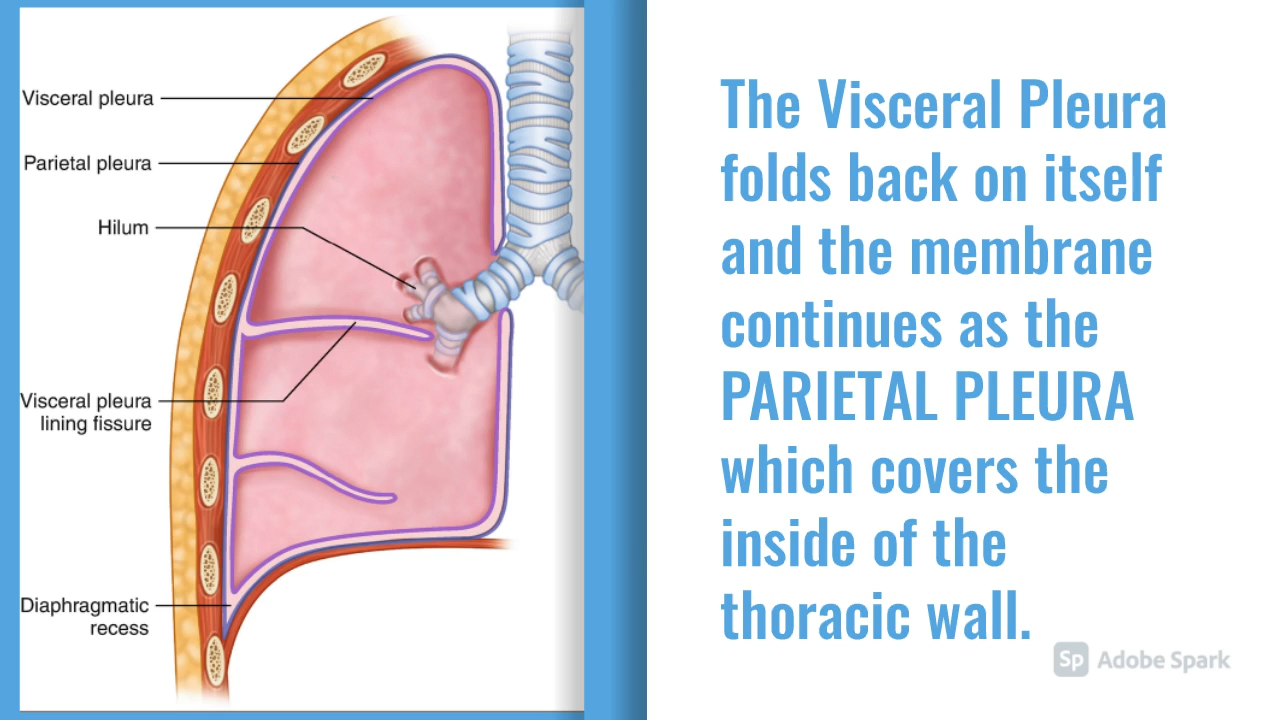 Visceral pleura
Parietal pleura
Hilum
Visceral pleura
lining fissure
Diaphragmatic
recess
The Visceral Pleura
folds back on itself
and the membrane
continues as the
PARIETAL PLEURA
which covers the
inside of the
thoracic wall.
Sp Adobe Spark